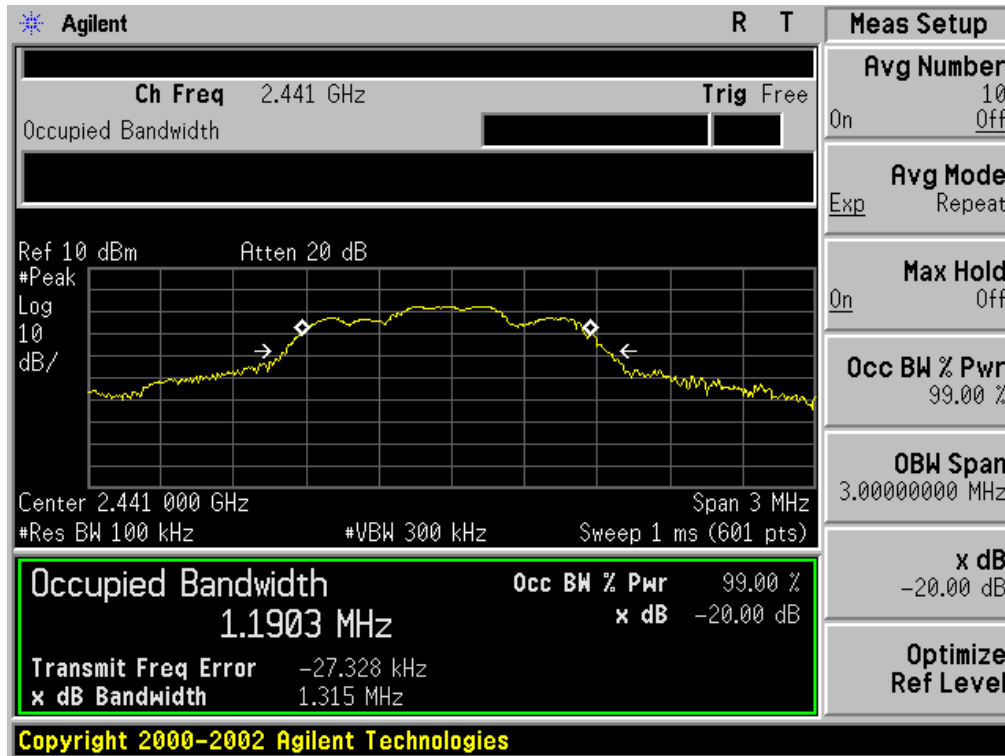 Agilent R T
Ch Freq 2.441 GHz Trig Free
Occupied Bandwidth
Ref 10 dBm Atten 20 dB
#Peak
Log
10
dB/
Center 2.441 000 GHz Span 3 MHz
#Res BW 100 kHz #VBW 300 kHz Sweep 1 ms (601 pts)
Occupied Bandwidth Occ BW % Pwr 99.00 %
1.1903 MHz x dB -20.00 dB
Transmit Freq Error -27.328 kHz
x dB Bandwidth 1.315 MHz
Copyright 2000-2002 Agilent Technologies
Meas Setup
Avg Number
10
On Off
Avg Mode
Exp Repeat
Max Hold
On Off
Occ BW % Pwr
99.00 %
OBW Span
3.00000000 MHz
x dB
-20.00 dB
Optimize
Ref Level